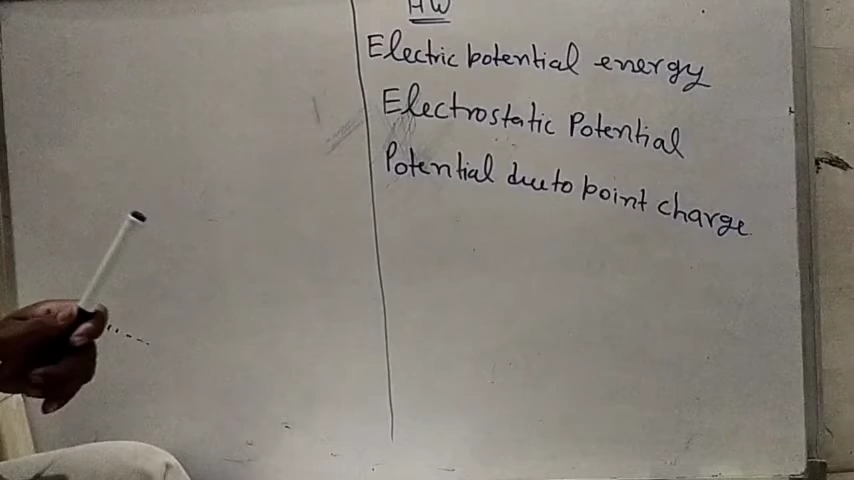 HW
Electric potential energy
Electrostatic Potential
Potential due to point charge